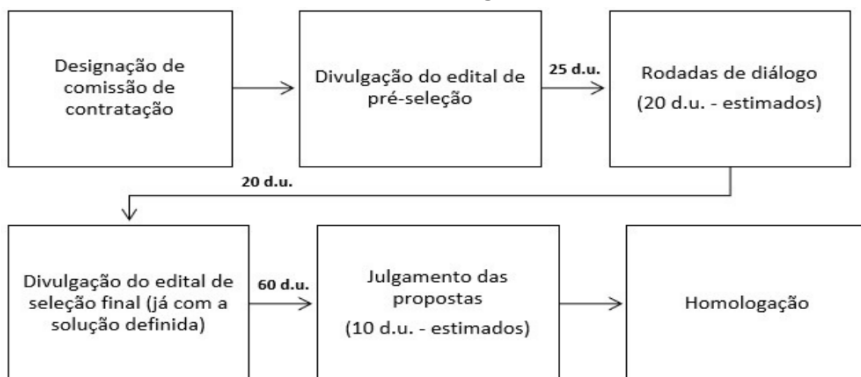 Designação de
comissão de
contratação
Divulgação do edital de
pré-seleção
25 d.u.
Rodadas de diálogo
(20 d.u. - estimados)
20 d.u.
Divulgação do edital de
seleção final (já com a
solução definida)
60 d.u.
Julgamento das
propostas
(10 d.u. - estimados)
Homologação